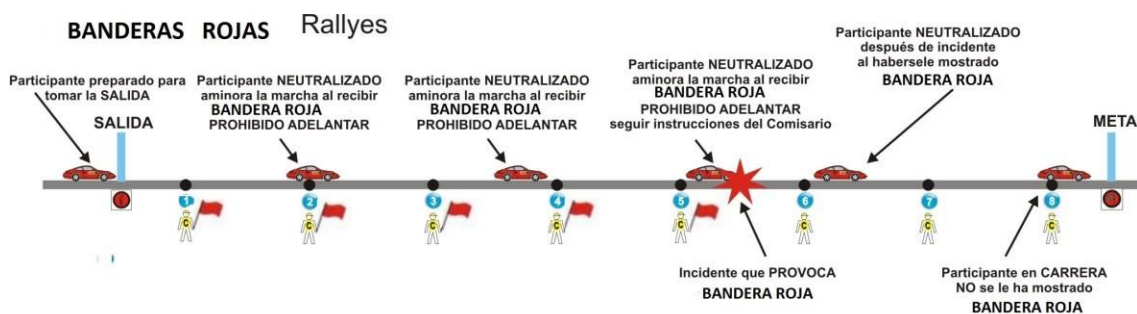 BANDERAS ROJAS Rallyes
Participante preparado para
tomar la SALIDA
SALIDA
Participante NEUTRALIZADO
aminora la marcha al recibir
BANDERA ROJA
PROHIBIDO ADELANTAR
Participante NEUTRALIZADO
aminora la marcha al recibir
BANDERA ROJA
PROHIBIDO ADELANTAR
Participante NEUTRALIZADO
aminora la marcha al recibir
BANDERA ROJA
PROHIBIDO ADELANTAR
seguir instrucciones del Comisario
Participante NEUTRALIZADO
después de incidente
al habersele mostrado
BANDERA ROJA
META
1 2 3 4 5 6 7 8
C C C C C C C C
Incidente que PROVOCA
BANDERA ROJA
Participante en CARRERA
NO se le ha mostrado
BANDERA ROJA